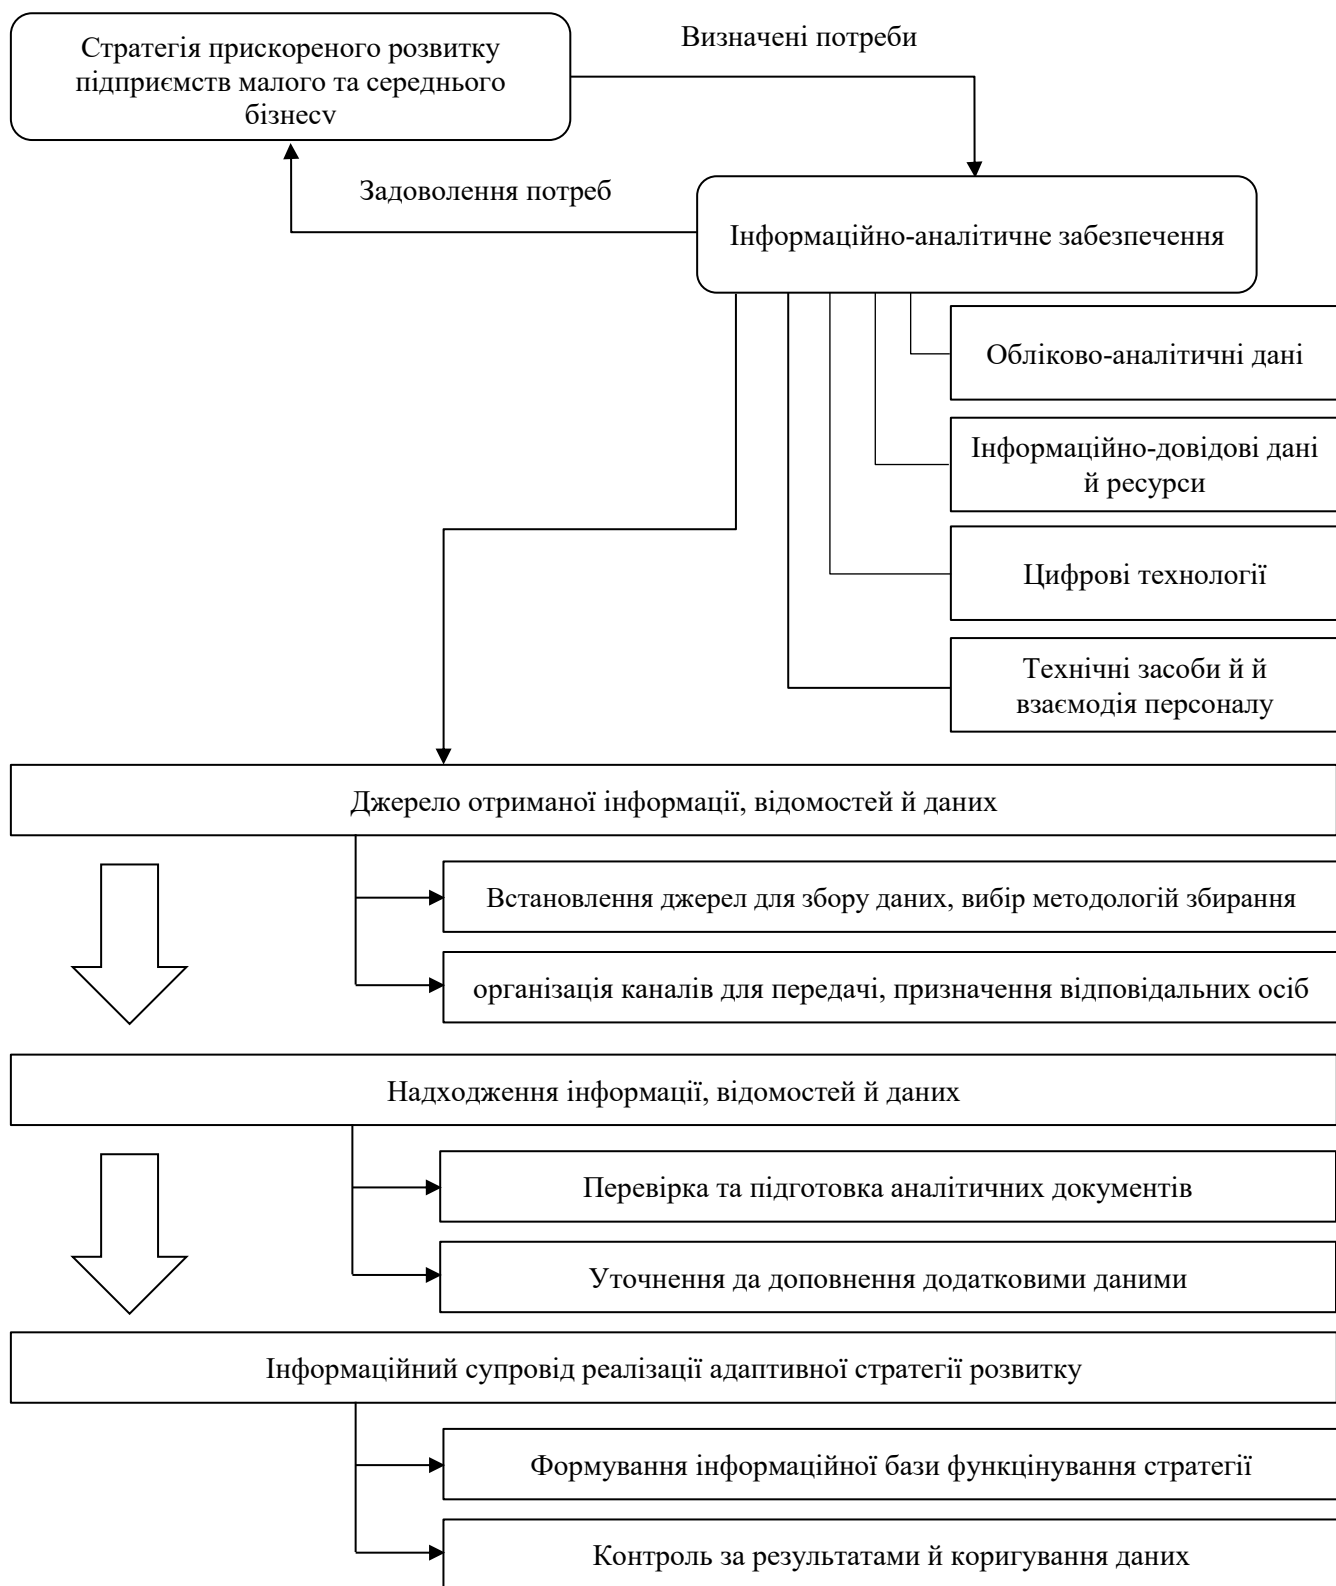 Стратегія прискореного розвитку
підприємств малого та середнього
бізнесу
Визначені потреби
Задоволення потреб
Інформаційно-аналітичне забезпечення
Обліково-аналітичні дані
Інформаційно-довідові дані
й ресурси
Цифрові технології
Технічні засоби й й
взаємодія персоналу
Джерело отриманої інформації, відомостей й даних
Встановлення джерел для збору даних, вибір методологій збирання
організація каналів для передачі, призначення відповідальних осіб
Надходження інформації, відомостей й даних
Перевірка та підготовка аналітичних документів
Уточнення да доповнення додатковими даними
Інформаційний супровід реалізації адаптивної стратегії розвитку
Формування інформаційної бази функцінування стратегії
Контроль за результатами й коригування даних